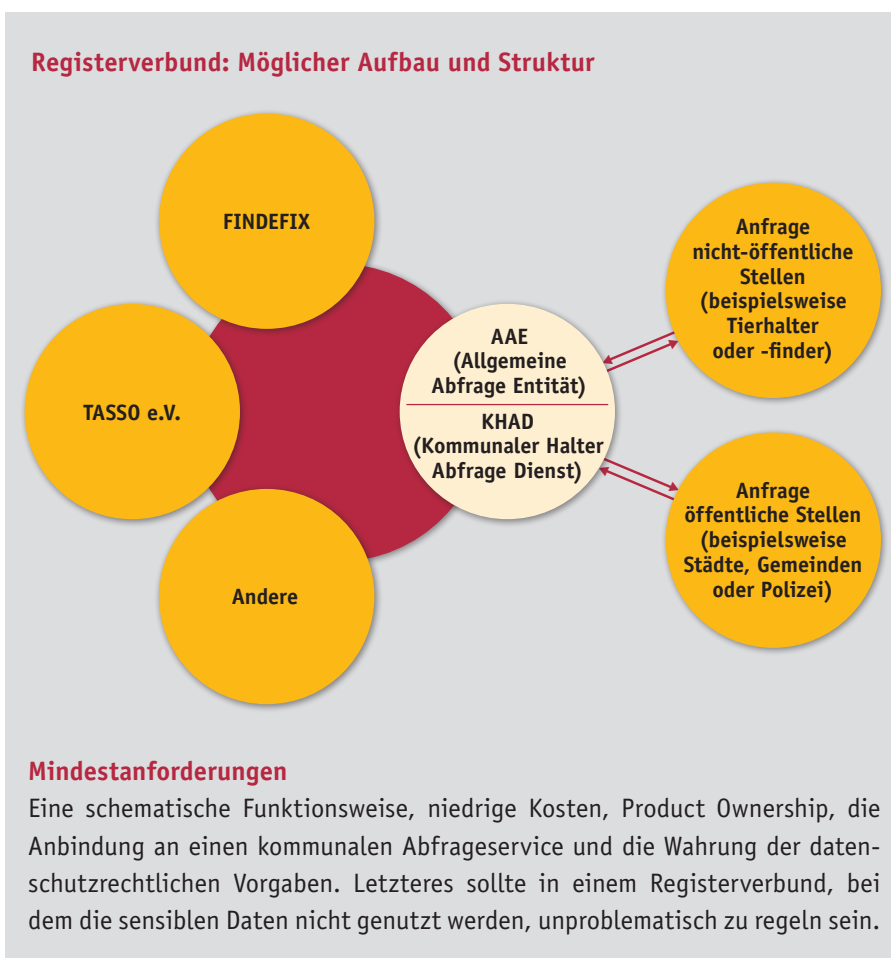 Registerverbund: Möglicher Aufbau und Struktur
FINDEFIX
TASSO e.V.
Andere
AAE
(Allgemeine
Abfrage Entität)
KHAD
(Kommunaler Halter
Abfrage Dienst)
Anfrage
nicht-öffentliche
Stellen
(beispielsweise
Tierhalter
oder -finder)
Anfrage
öffentliche Stellen
(beispielsweise
Städte, Gemeinden
oder Polizei)
Mindestanforderungen
Eine schematische Funktionsweise, niedrige Kosten, Product Ownership, die
Anbindung an einen kommunalen Abfrageservice und die Wahrung der daten-
schutzrechtlichen Vorgaben. Letzteres sollte in einem Registerverbund, bei
dem die sensiblen Daten nicht genutzt werden, unproblematisch zu regeln sein.